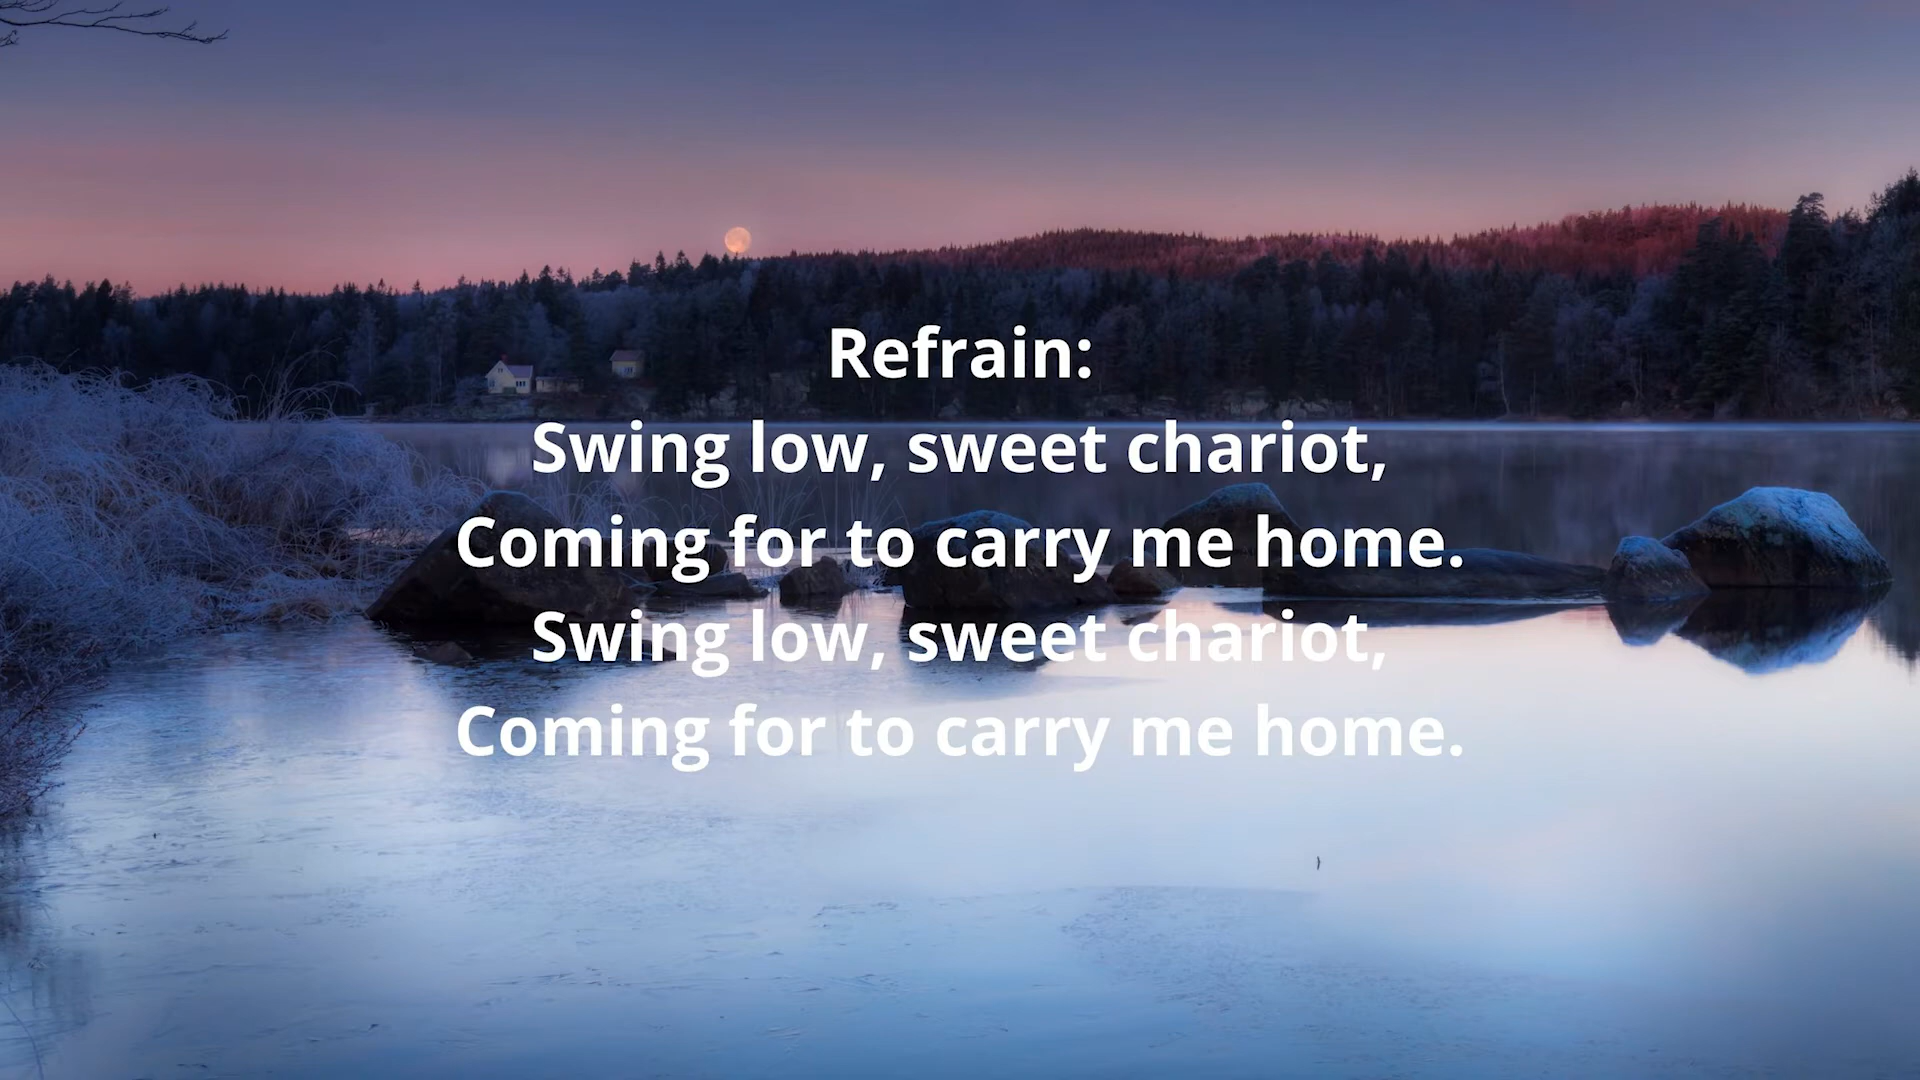 Refrain:
Swing low, sweet chariot,
Coming for to carry me home.
Swing low, sweet chariot,
Coming for to carry me home.